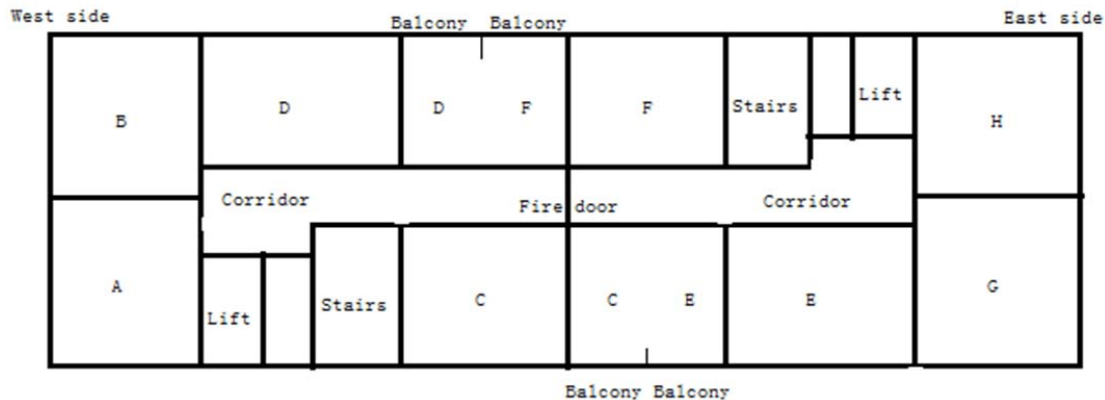 West side
Balcony Balcony
East side
B
D
D F
F
Stairs
Lift
H
Corridor
Fire door
Corridor
A
Lift
Stairs
C
C E
E
G
Balcony Balcony